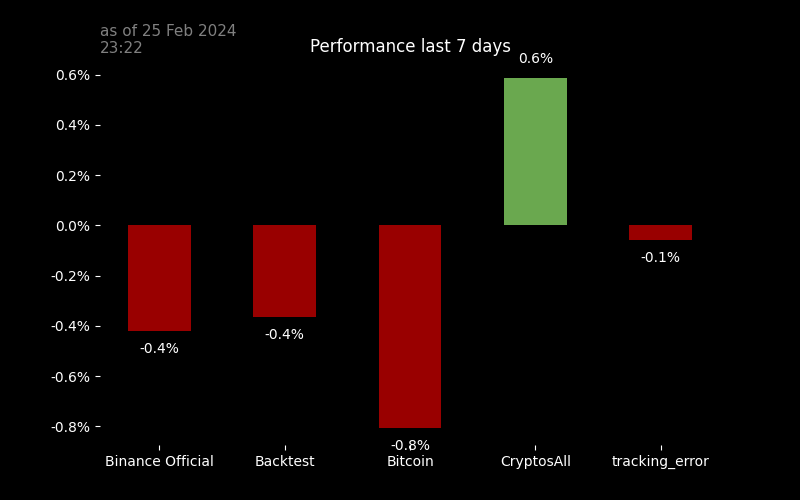 as of 25 Feb 2024
23:22
Performance last 7 days
0.6%
0.6%
0.4%
0.2%
0.0%
-0.2%
-0.4%
-0.6%
-0.8%
-0.4%
-0.4%
-0.8%
-0.1%
Binance Official
Backtest
Bitcoin
CryptosAll
tracking_error